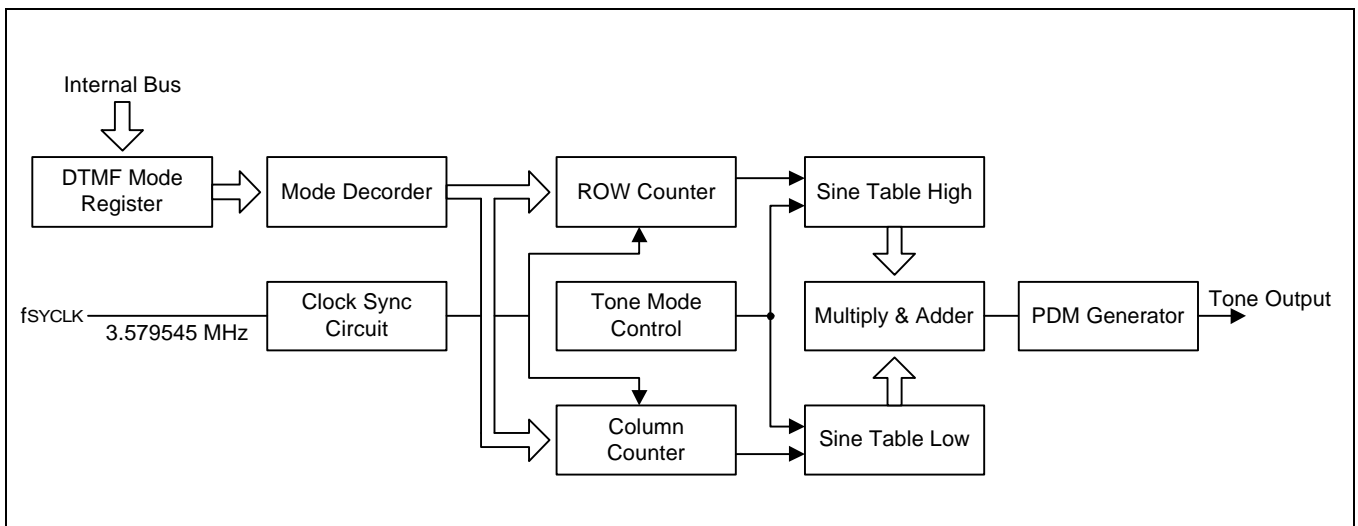 Internal Bus
DTMF Mode
Register
Mode Decorder
ROW Counter
Sine Table High
fSYCLK
3.579545 MHz
Clock Sync
Circuit
Tone Mode
Control
Multiply & Adder
PDM Generator
Tone Output
Column
Counter
Sine Table Low